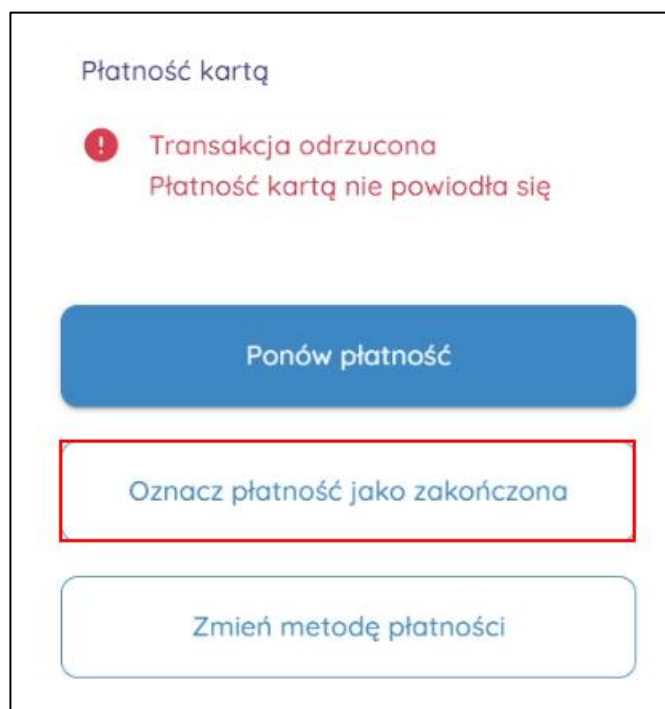 Płatność kartą
Transakcja odrzucona
Płatność kartą nie powiodła się
Ponów płatność
Oznacz płatność jako zakończona
Zmień metodę płatności